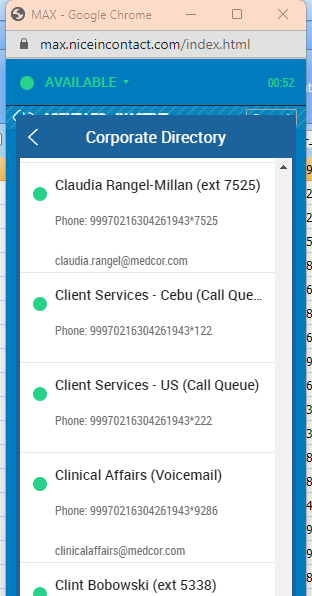 MAX - Google Chrome
max.niceincontact.com/index.html
AVAILABLE
00:52
Corporate Directory
Claudia Rangel-Millan (ext 7525)
Phone: 99970216304261943*7525
claudia.rangel@medcor.com
Client Services - Cebu (Call Que...
Phone: 99970216304261943*122
Client Services - US (Call Queue)
Phone: 99970216304261943*222
Clinical Affairs (Voicemail)
Phone: 99970216304261943*9286
clinicalaffairs@medcor.com
Clint Bobowski (ext 5338)